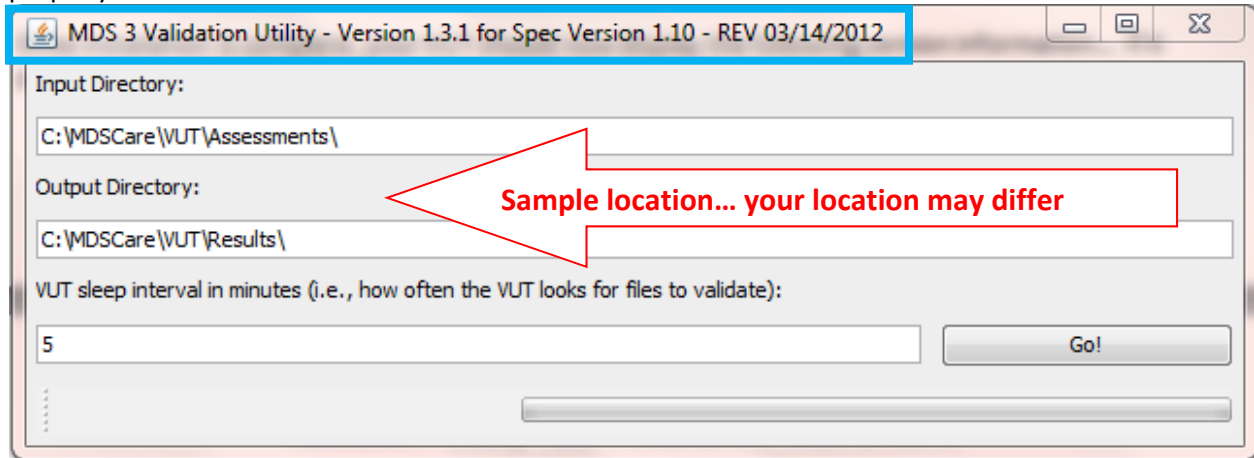 MDS 3 Validation Utility - Version 1.3.1 for Spec Version 1.10 - REV 03/14/2012
Input Directory:
C:\MDSCare\VUT\Assessments\
Output Directory:
Sample location… your location may differ
C:\MDSCare\VUT\Results\
VUT sleep interval in minutes (i.e., how often the VUT looks for files to validate):
5
Go!